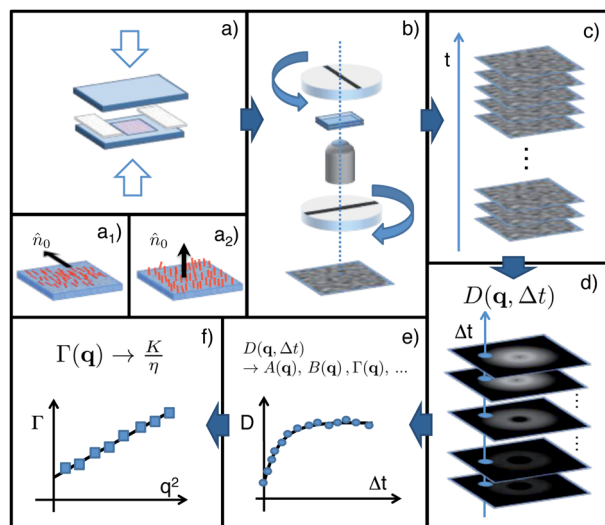 a)
b)
c)
t
n̂₀
a₁)
n̂₀
a₂)
d)
D(q, Δt)
Δt
e)
D(q, Δt)
→ A(q), B(q), Γ(q), ...
D
Δt
f)
Γ(q) → K/η
Γ
q²